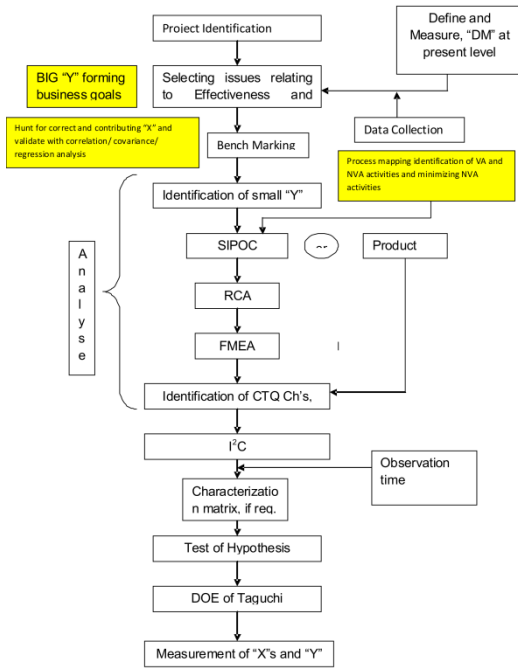 Project Identification
Define and
Measure, “DM” at
present level
BIG “Y” forming
business goals
Selecting issues relating
to Effectiveness and
Hunt for correct and contributing “X” and
validate with correlation/ covariance/
regression analysis
Data Collection
Bench Marking
Process mapping identification of VA and
NVA activities and minimizing NVA
activities
Identification of small “Y”
SIPOC
or
Product
A
n
a
l
y
s
e
RCA
FMEA
Identification of CTQ Ch’s,
I²C
Observation
time
Characterizatio
n matrix, if req.
Test of Hypothesis
DOE of Taguchi
Measurement of “X”s and “Y”